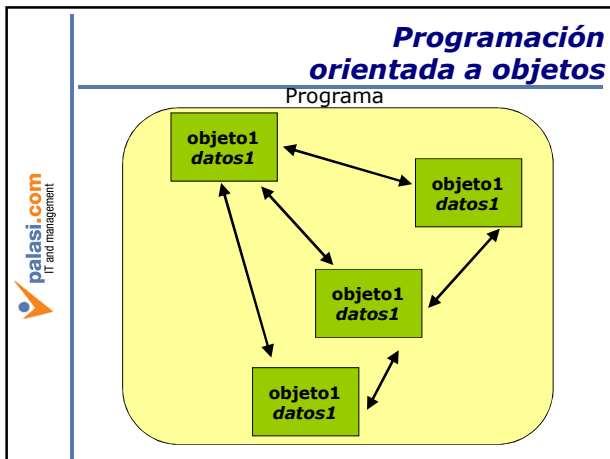 Programación
orientada a objetos
Programa
objeto1
datos1
objeto1
datos1
objeto1
datos1
objeto1
datos1
palasi.com
IT and management